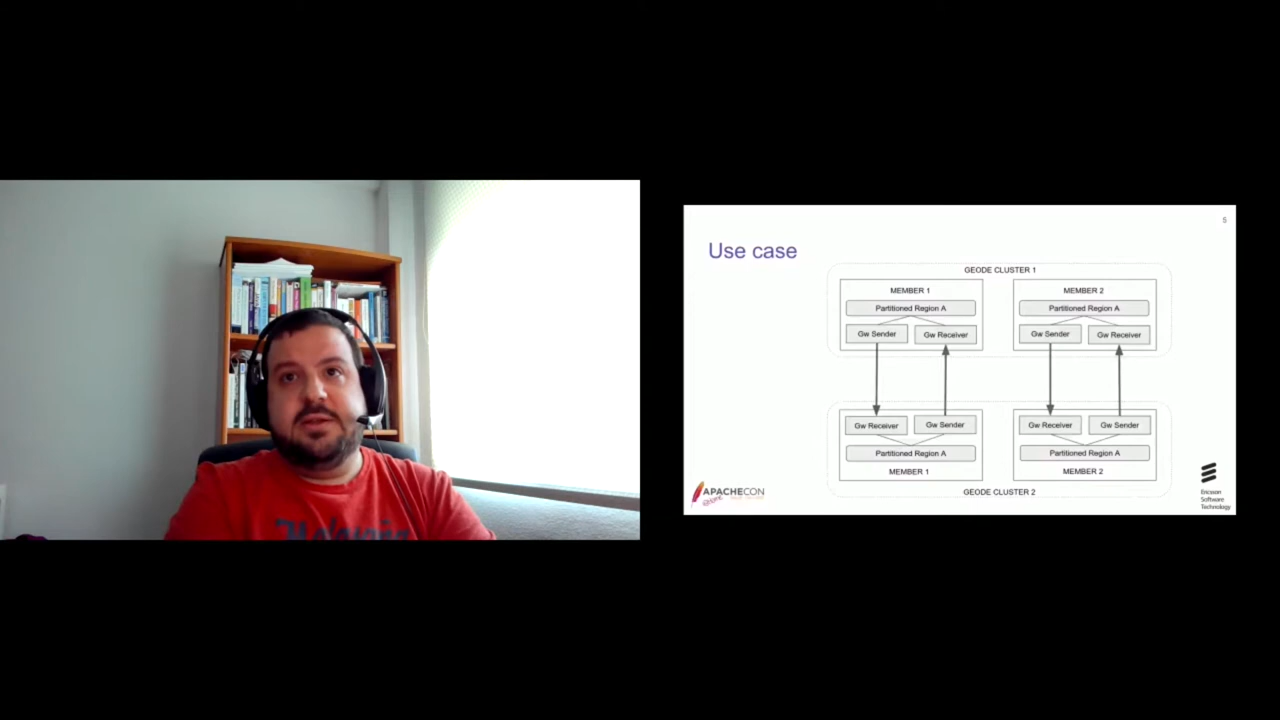 5
Use case
GEODE CLUSTER 1
MEMBER 1
MEMBER 2
Partitioned Region A
Partitioned Region A
Gw Sender
Gw Receiver
Gw Sender
Gw Receiver
Gw Receiver
Gw Sender
Gw Receiver
Gw Sender
Partitioned Region A
Partitioned Region A
MEMBER 1
MEMBER 2
GEODE CLUSTER 2
APACHECON
Ericsson
Software
Technology